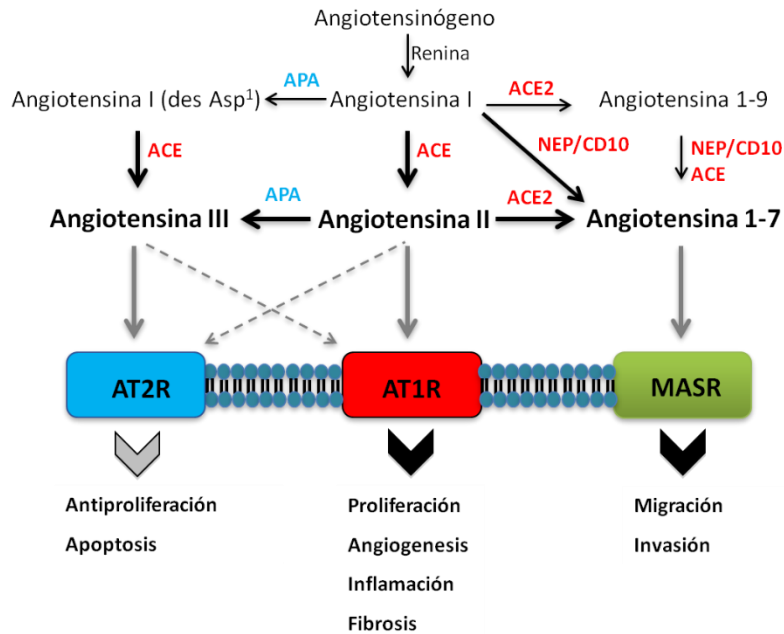 Angiotensinógeno
Renina
Angiotensina I (des Asp¹)
APA
Angiotensina I
ACE2
Angiotensina 1-9
ACE
ACE
NEP/CD10
NEP/CD10
ACE
Angiotensina III
APA
Angiotensina II
ACE2
Angiotensina 1-7
AT2R
AT1R
MASR
Antiproliferación
Apoptosis
Proliferación
Angiogenesis
Inflamación
Fibrosis
Migración
Invasión